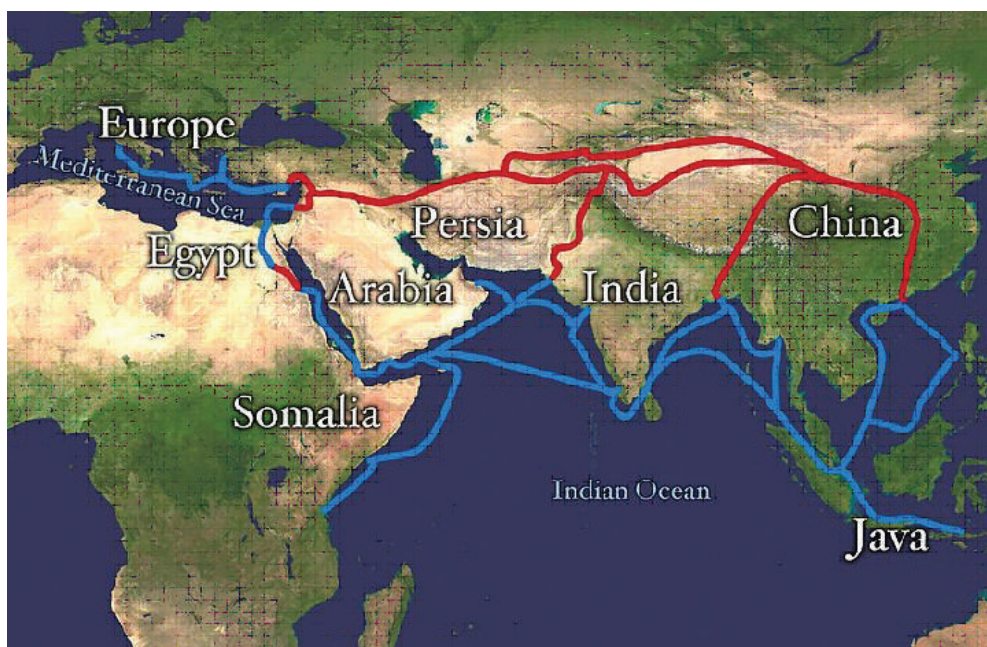 Europe
Mediterranean Sea
Egypt
Arabia
Persia
India
China
Somalia
Indian Ocean
Java